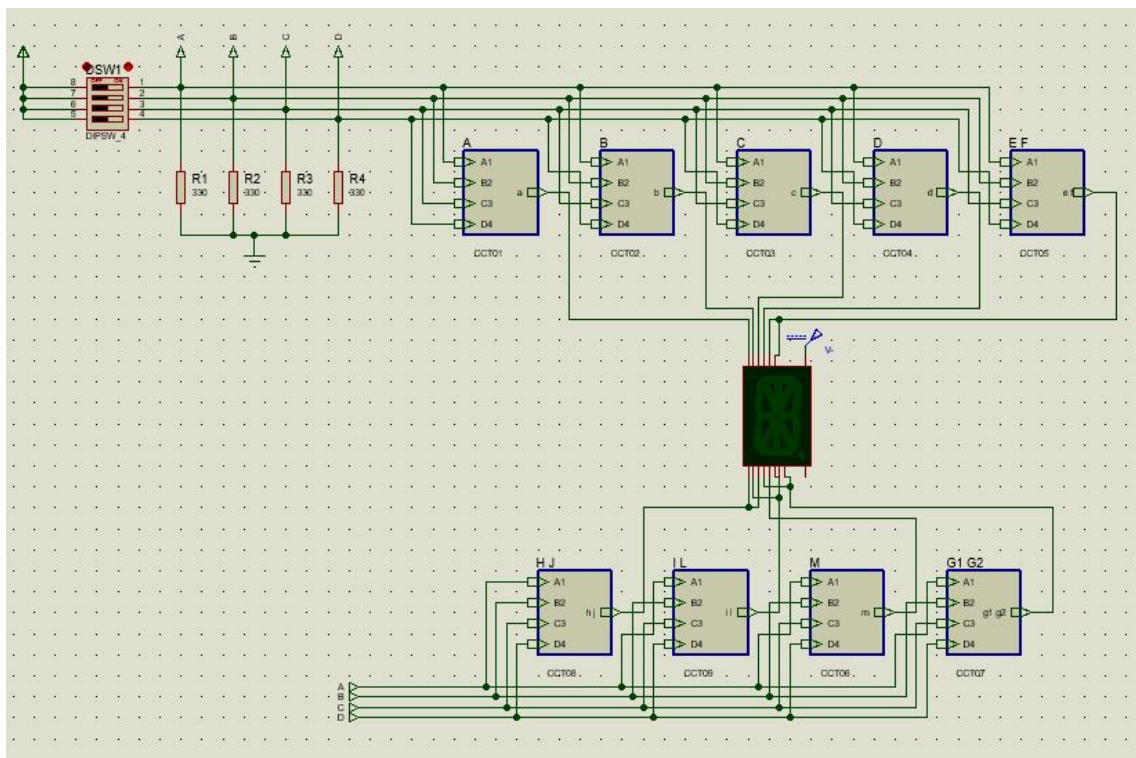 A B C D
DSW1
OFF ON
8 1
7 2
6 3
5 4
DIPSW_4
R1 R2 R3 R4
330 330 330 330
A B C D E F
A1 A1 A1 A1 A1
B2 B2 B2 B2 B2
a b c d e f
C3 C3 C3 C3 C3
D4 D4 D4 D4 D4
CCT01 CCT02 CCT03 CCT04 CCT05
V-
H J I L M G1 G2
A1 A1 A1 A1
B2 B2 B2 B2
h j i l m g1 g2
C3 C3 C3 C3
D4 D4 D4 D4
CCT08 CCT09 CCT06 CCT07
A
B
C
D